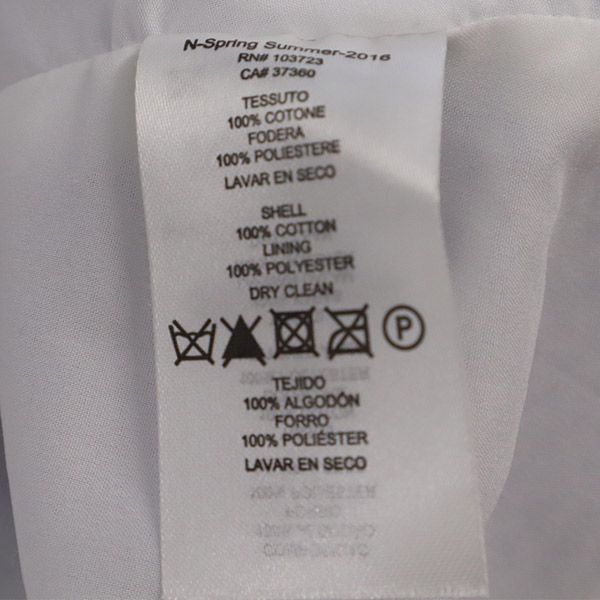 N-Spring Summer-2016
RN# 103723
CA# 37360
TESSUTO
100% COTONE
FODERA
100% POLIESTERE
LAVAR EN SECO
SHELL
100% COTTON
LINING
100% POLYESTER
DRY CLEAN
P
TEJIDO
100% ALGODÓN
FORRO
100% POLIÉSTER
LAVAR EN SECO